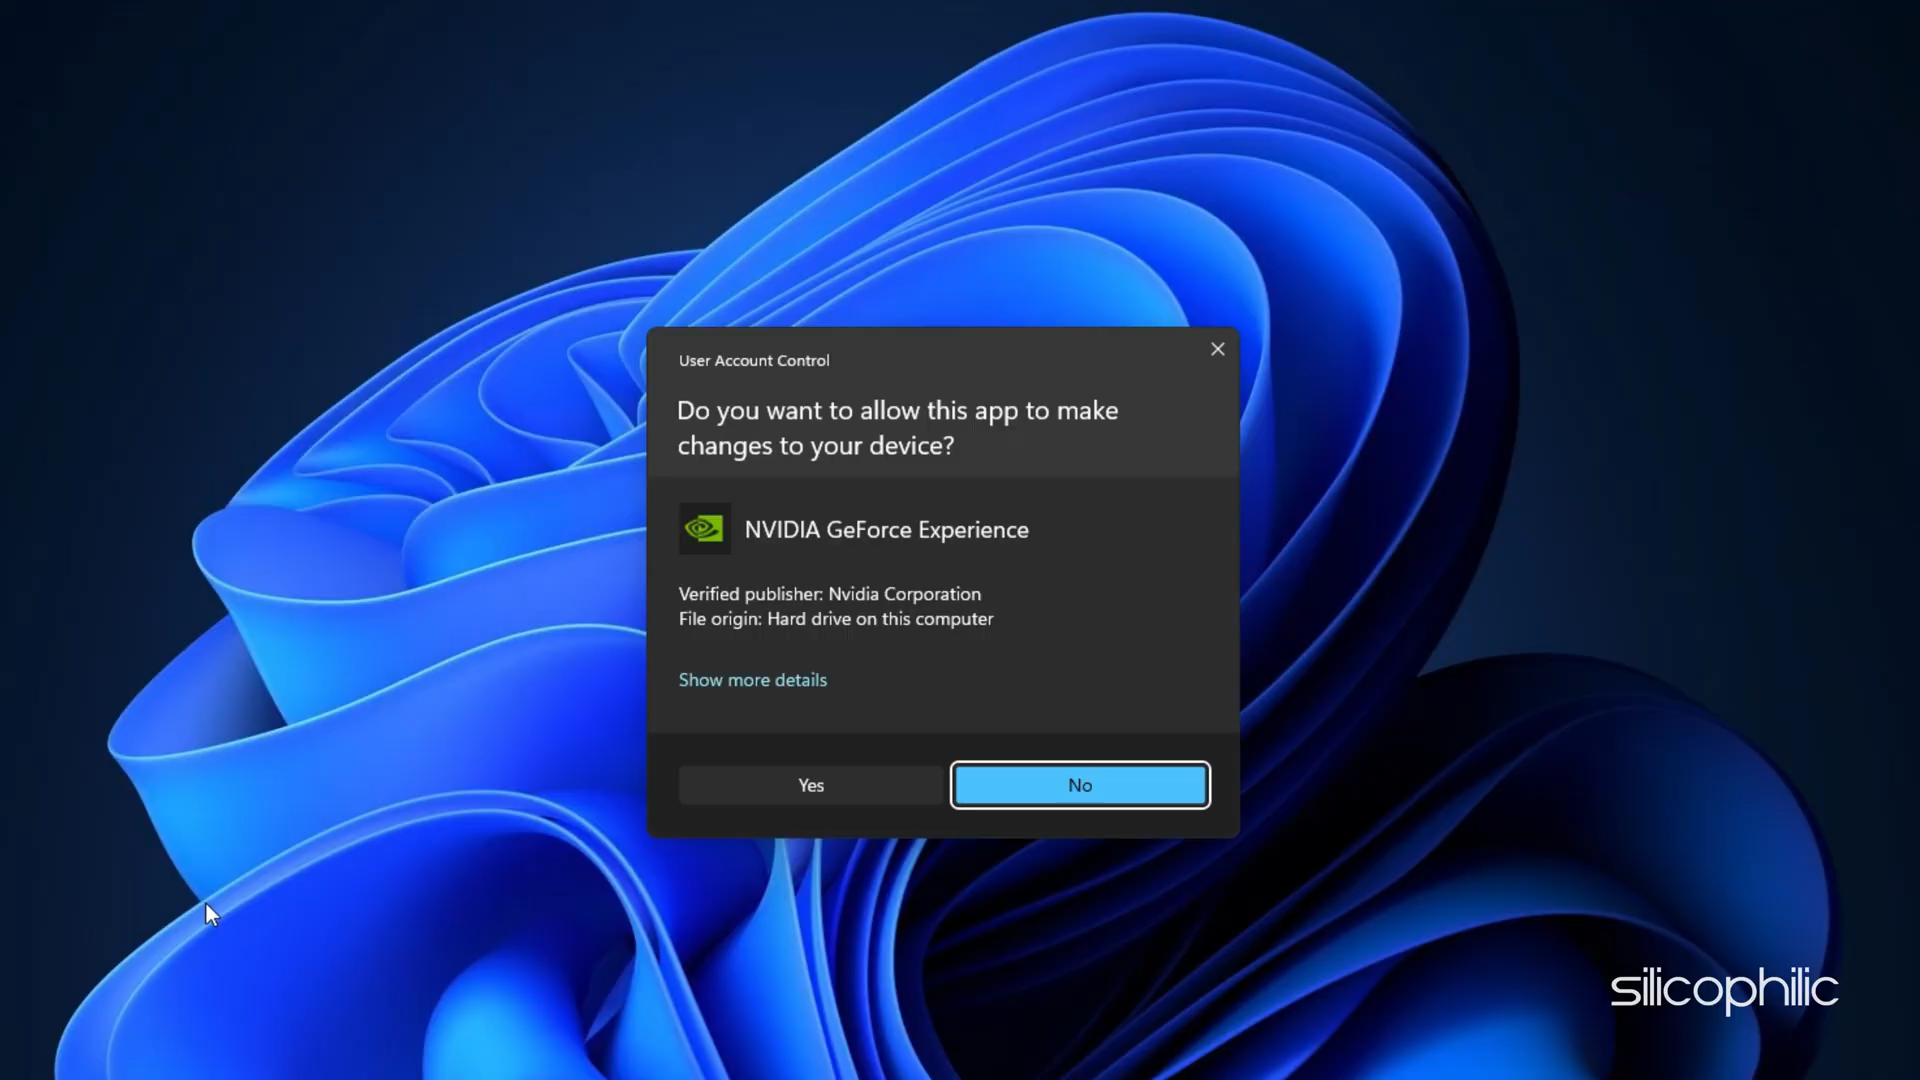 User Account Control
Do you want to allow this app to make
changes to your device?
NVIDIA GeForce Experience
Verified publisher: Nvidia Corporation
File origin: Hard drive on this computer
Show more details
Yes
No
silicophilic